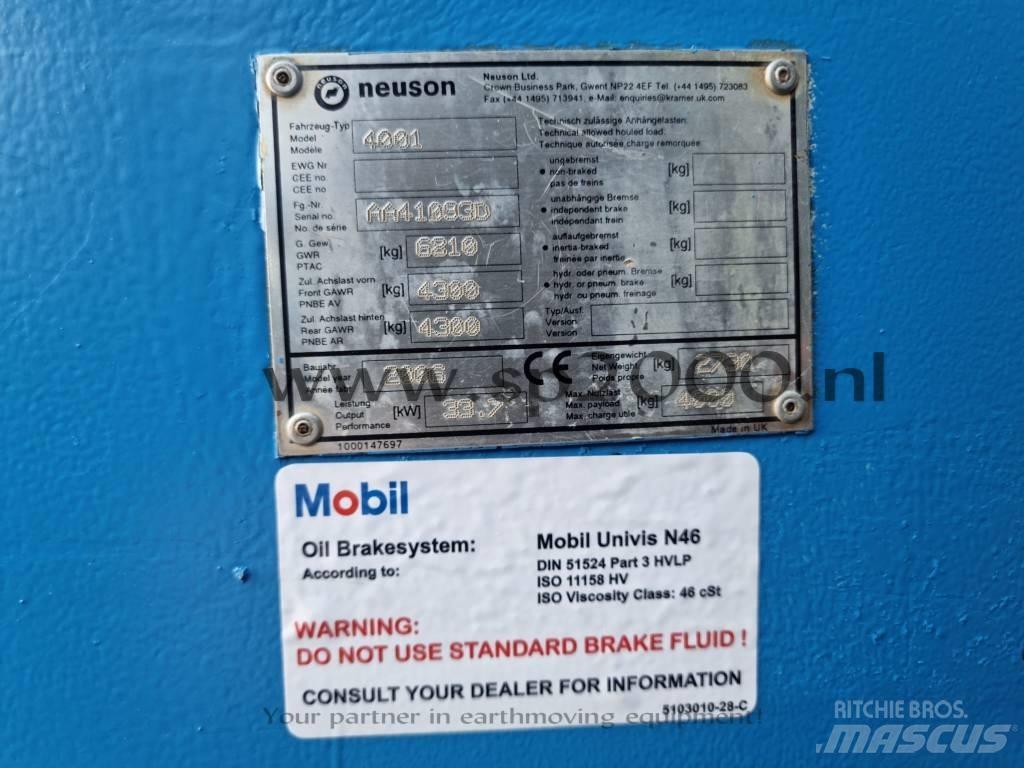 NEUSON
neuson
Neuson Ltd.
Crown Business Park, Gwent NP22 4EF Tel. (+44 1495) 723083
Fax (+44 1495) 713941, e-Mail: enquiries@kramer.uk.com
Fahrzeug-Typ
Model
Modèle
4001
EWG Nr
CEE no
CEE no
Fg.-Nr.
Serial no.
No. de série
G. Gew
GWR
PTAC
[kg] 6810
Zul. Achslast vorn
Front GAWR
PNBE AV
[kg] 4300
Zul. Achslast hinten
Rear GAWR
PNBE AR
[kg] 4300
Technisch zulässige Anhängelasten
Technical allowed houled load:
Technique autorisée charge remorquée
ungebremst
• non-braked
pas de freins
[kg]
unabhängige Bremse
• independent brake
indépendant frein
[kg]
auflaufgebremst
• inertia-braked
freinée par inertie
[kg]
hydr. oder pneum. Bremse
• hydr. or pneum. brake
hydr. ou pneum. freinage
[kg]
Typ/Ausf.
Version
Version
Baujahr
Model year
Année fabr.
Leistung
Output
Performance
[kW] 33.7
CE
Eigengewicht
Net Weight
Poids propre
[kg]
Max. Nutzlast
Max. payload
Max. charge utile
[kg]
1000147697
Made in UK
www.sp2000.nl
Mobil
Oil Brakesystem:
According to:
Mobil Univis N46
DIN 51524 Part 3 HVLP
ISO 11158 HV
ISO Viscosity Class: 46 cSt
WARNING:
DO NOT USE STANDARD BRAKE FLUID !
CONSULT YOUR DEALER FOR INFORMATION
5103010-28-C
Your partner in earthmoving equipment!
RITCHIE BROS.
MASCUS